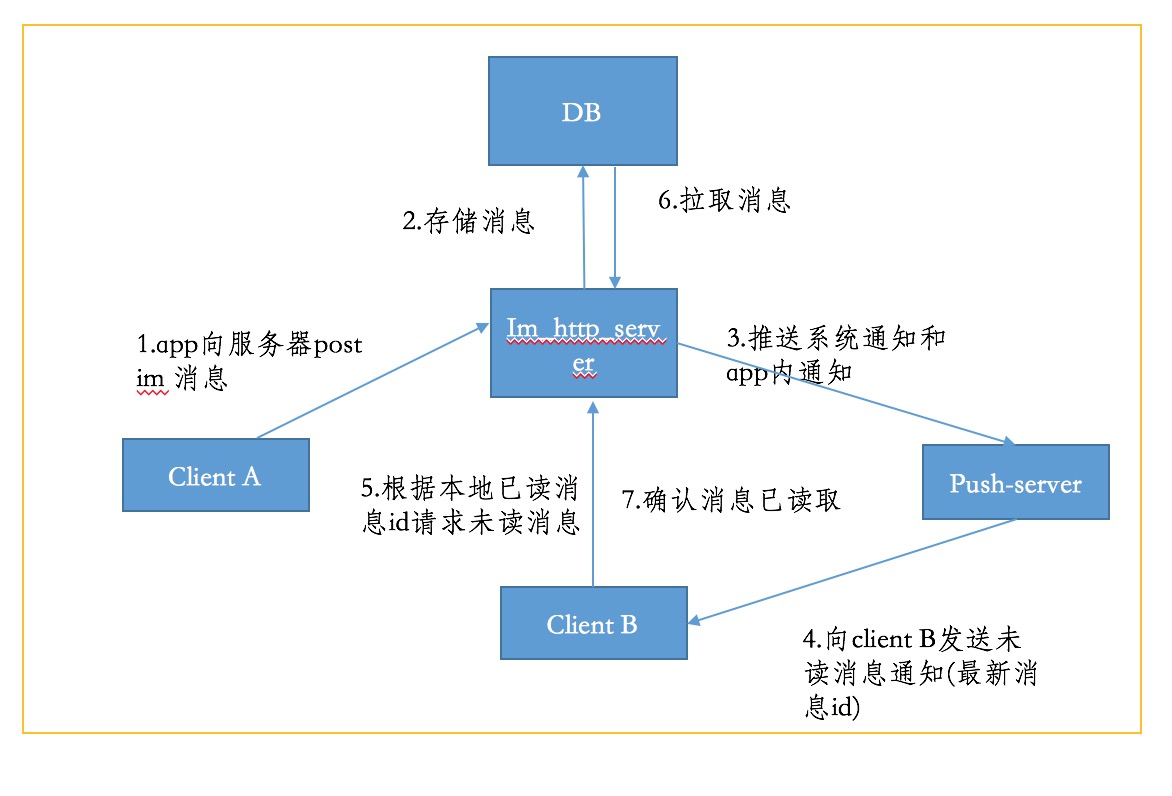 DB
2.存储消息
6.拉取消息
Im_http_serv
er
1.app向服务器post
im 消息
3.推送系统通知和
app内通知
Client A
5.根据本地已读消
息id请求未读消息
7.确认消息已读取
Push-server
Client B
4.向client B发送未
读消息通知(最新消
息id)